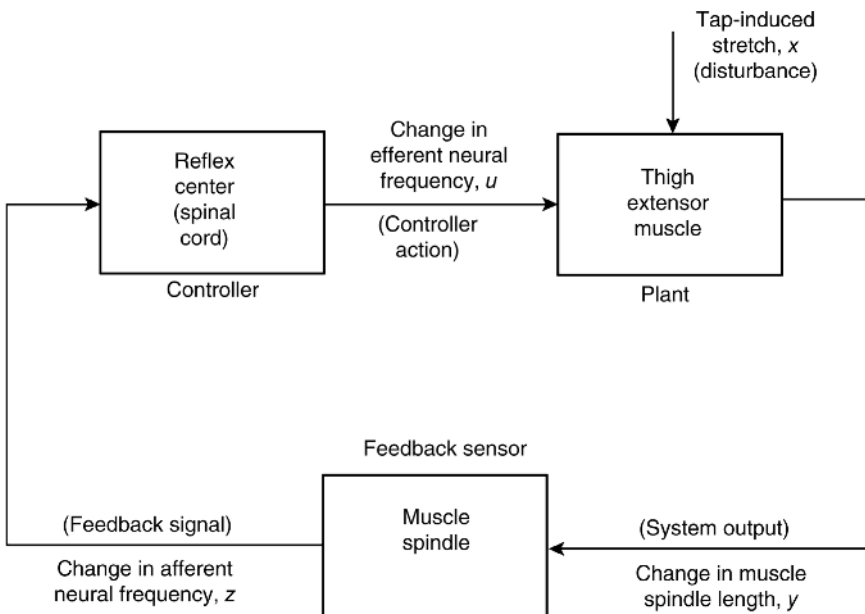 Tap-induced
stretch, x
(disturbance)
Change in
efferent neural
frequency, u
(Controller
action)
Reflex
center
(spinal
cord)
Controller
Thigh
extensor
muscle
Plant
Feedback sensor
Muscle
spindle
(Feedback signal)
Change in afferent
neural frequency, z
(System output)
Change in muscle
spindle length, y